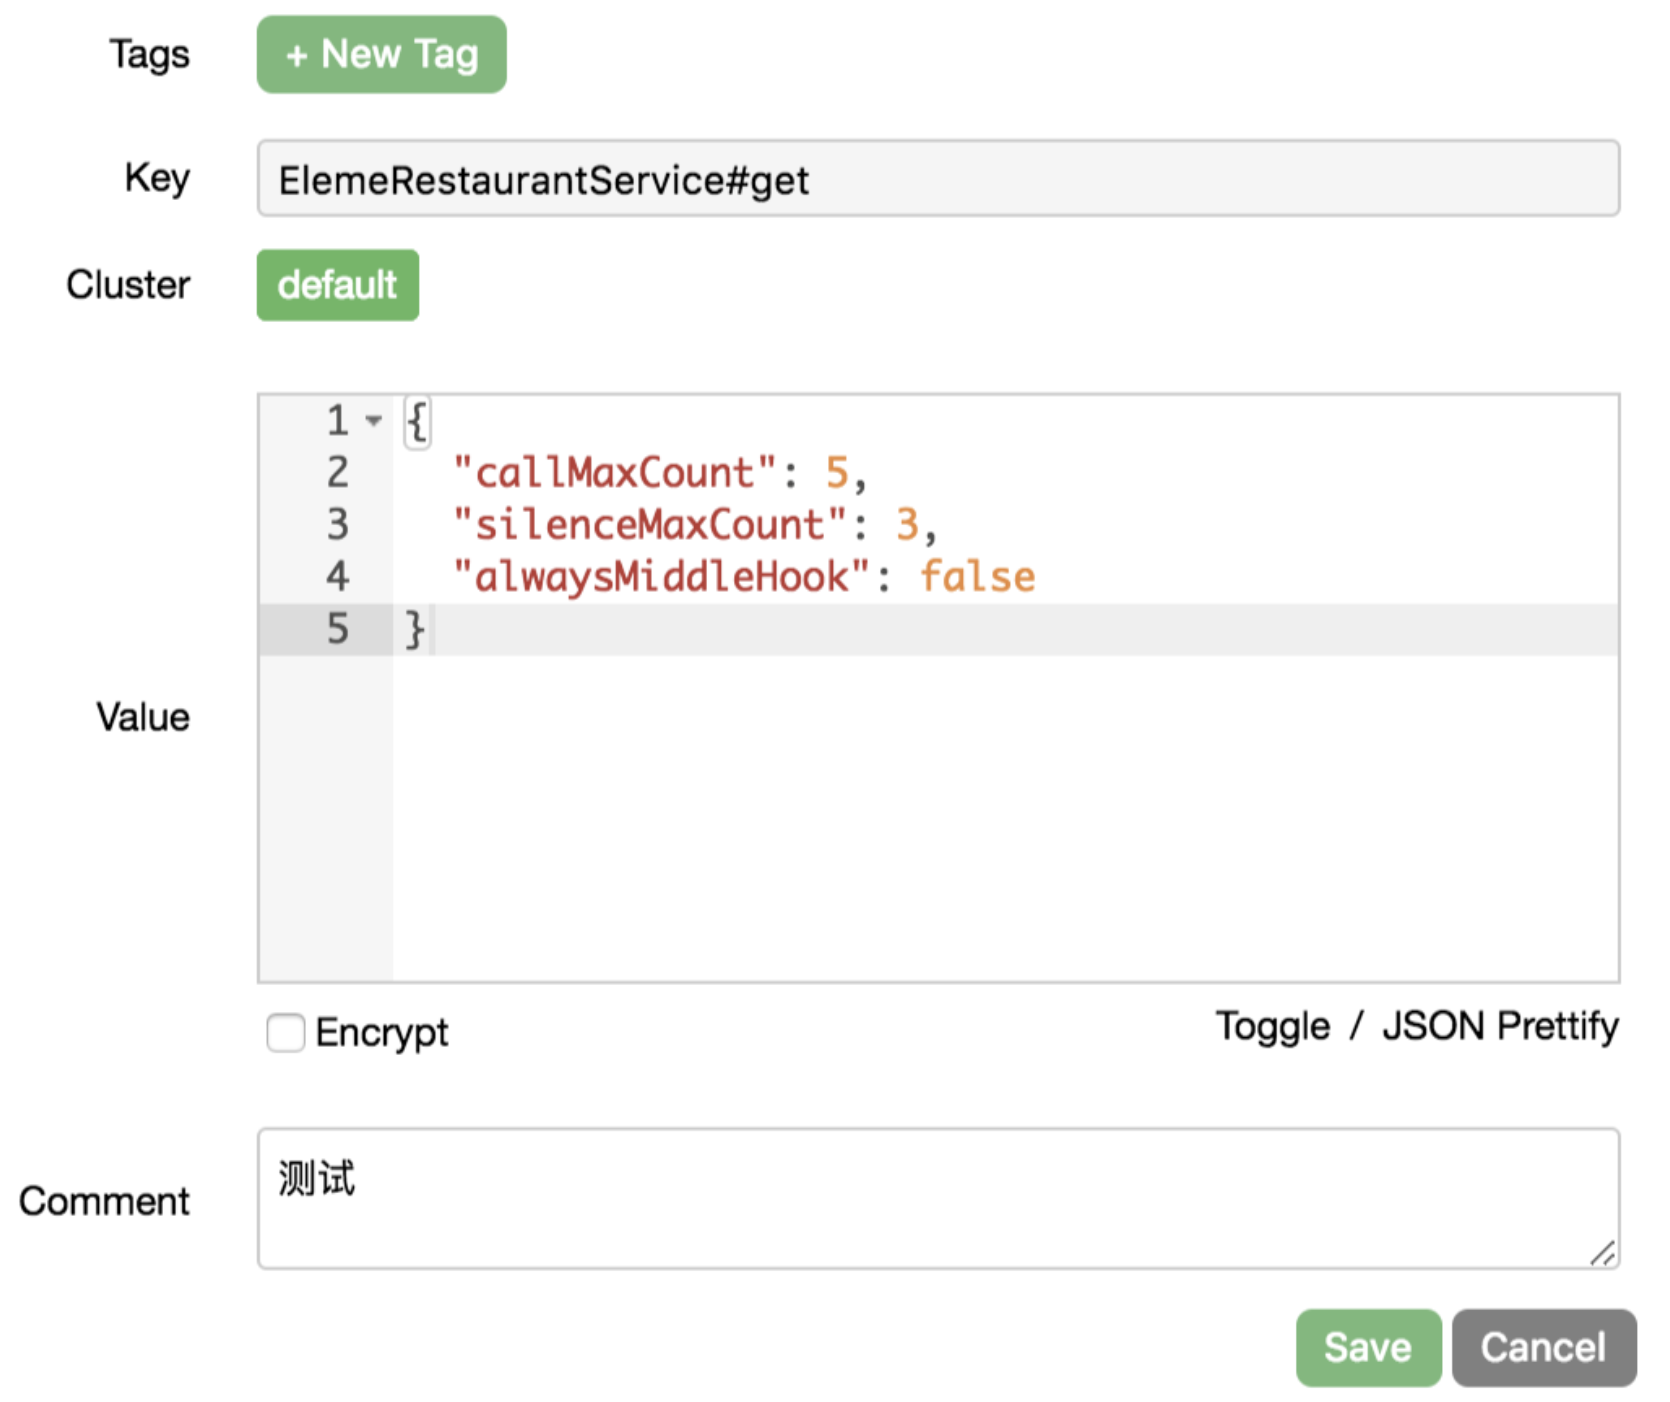 Tags + New Tag
Key ElemeRestaurantService#get
Cluster default
Value
1 {
2 "callMaxCount": 5,
3 "silenceMaxCount": 3,
4 "alwaysMiddleHook": false
5 }
Encrypt Toggle / JSON Prettify
Comment 测试
Save Cancel